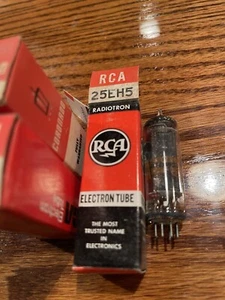 RCA
25EH5
RADIOTRON
RCA
ELECTRON TUBE
THE MOST
TRUSTED NAME
IN
ELECTRONICS